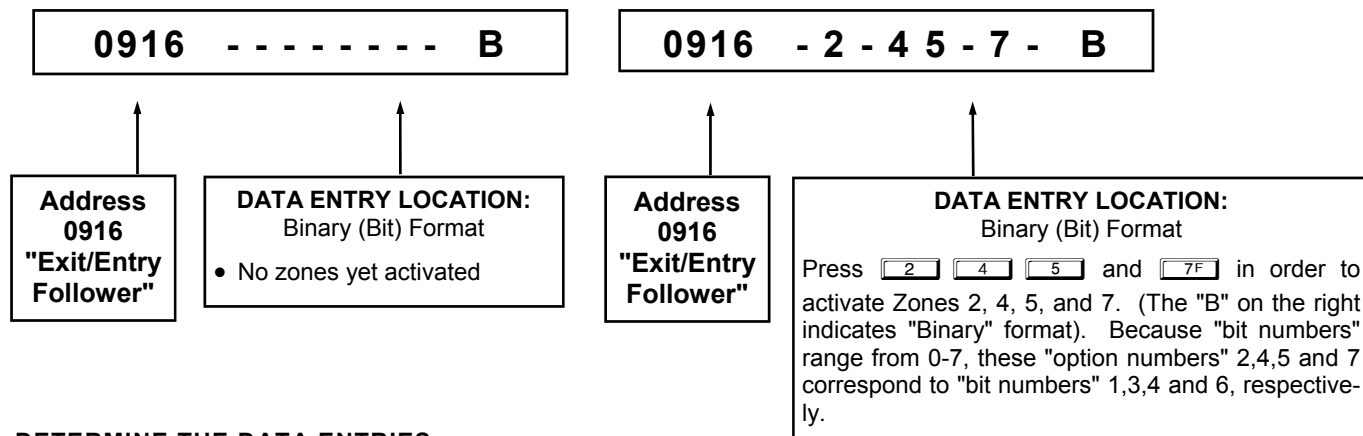 0916 - - - - - - - - B
0916 - 2 - 4 5 - 7 - B
Address
0916
"Exit/Entry
Follower"
DATA ENTRY LOCATION:
Binary (Bit) Format
• No zones yet activated
Address
0916
"Exit/Entry
Follower"
DATA ENTRY LOCATION:
Binary (Bit) Format
Press 2 4 5 and 7F in order to
activate Zones 2, 4, 5, and 7. (The "B" on the right
indicates "Binary" format). Because "bit numbers"
range from 0-7, these "option numbers" 2,4,5 and 7
correspond to "bit numbers" 1,3,4 and 6, respective-
ly.
DETERMINE THE DATA ENTRIES